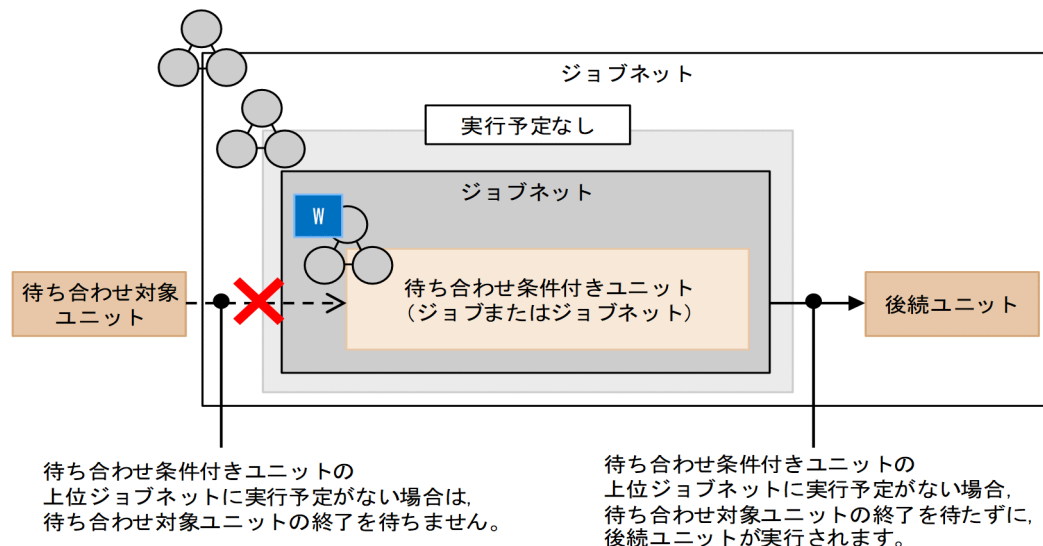 ジョブネット
実行予定なし
ジョブネット
W
待ち合わせ対象
ユニット
待ち合わせ条件付きユニット
（ジョブまたはジョブネット）
後続ユニット
待ち合わせ条件付きユニットの
上位ジョブネットに実行予定がない場合は，
待ち合わせ対象ユニットの終了を待ちません。
待ち合わせ条件付きユニットの
上位ジョブネットに実行予定がない場合，
待ち合わせ対象ユニットの終了を待たずに，
後続ユニットが実行されます。